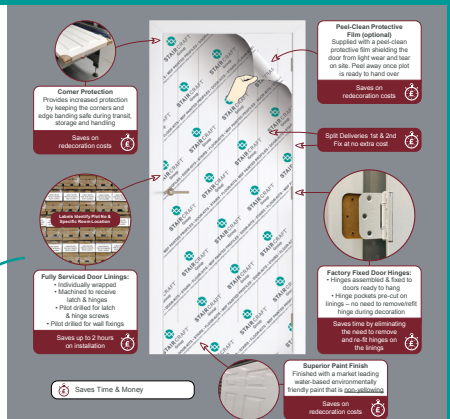 Corner Protection
Provides increased protection
by keeping the corners and
edge banding safe during transit,
storage and handling
Saves on
redecoration costs
£
Peel-Clean Protective
Film (optional)
Supplied with a peel-clean
protective film shielding the
door from light wear and tear
on site. Peel away once plot
is ready to hand over
Saves on
redecoration costs
£
Split Deliveries 1st & 2nd
Fix at no extra cost
£
Labels Identify Plot No &
Specific Room Location
Fully Serviced Door Linings:
• Individually wrapped
• Machined to receive
latch & hinges
• Pilot drilled for latch
& hinge screws
• Pilot drilled for wall fixings
Saves up to 2 hours
on installation
£
Factory Fixed Door Hinges:
• Hinges assembled & fixed to
doors ready to hang
• Hinge pockets pre-cut on
linings – no need to remove/refit
hinge during decoration
Saves time by eliminating
the need to remove
and re-fit hinges on
the linings
£
Superior Paint Finish
Finished with a market leading
water-based environmentally
friendly paint that is non-yellowing
Saves on
redecoration costs
£
£
Saves Time & Money
STAIRCRAFT
Group